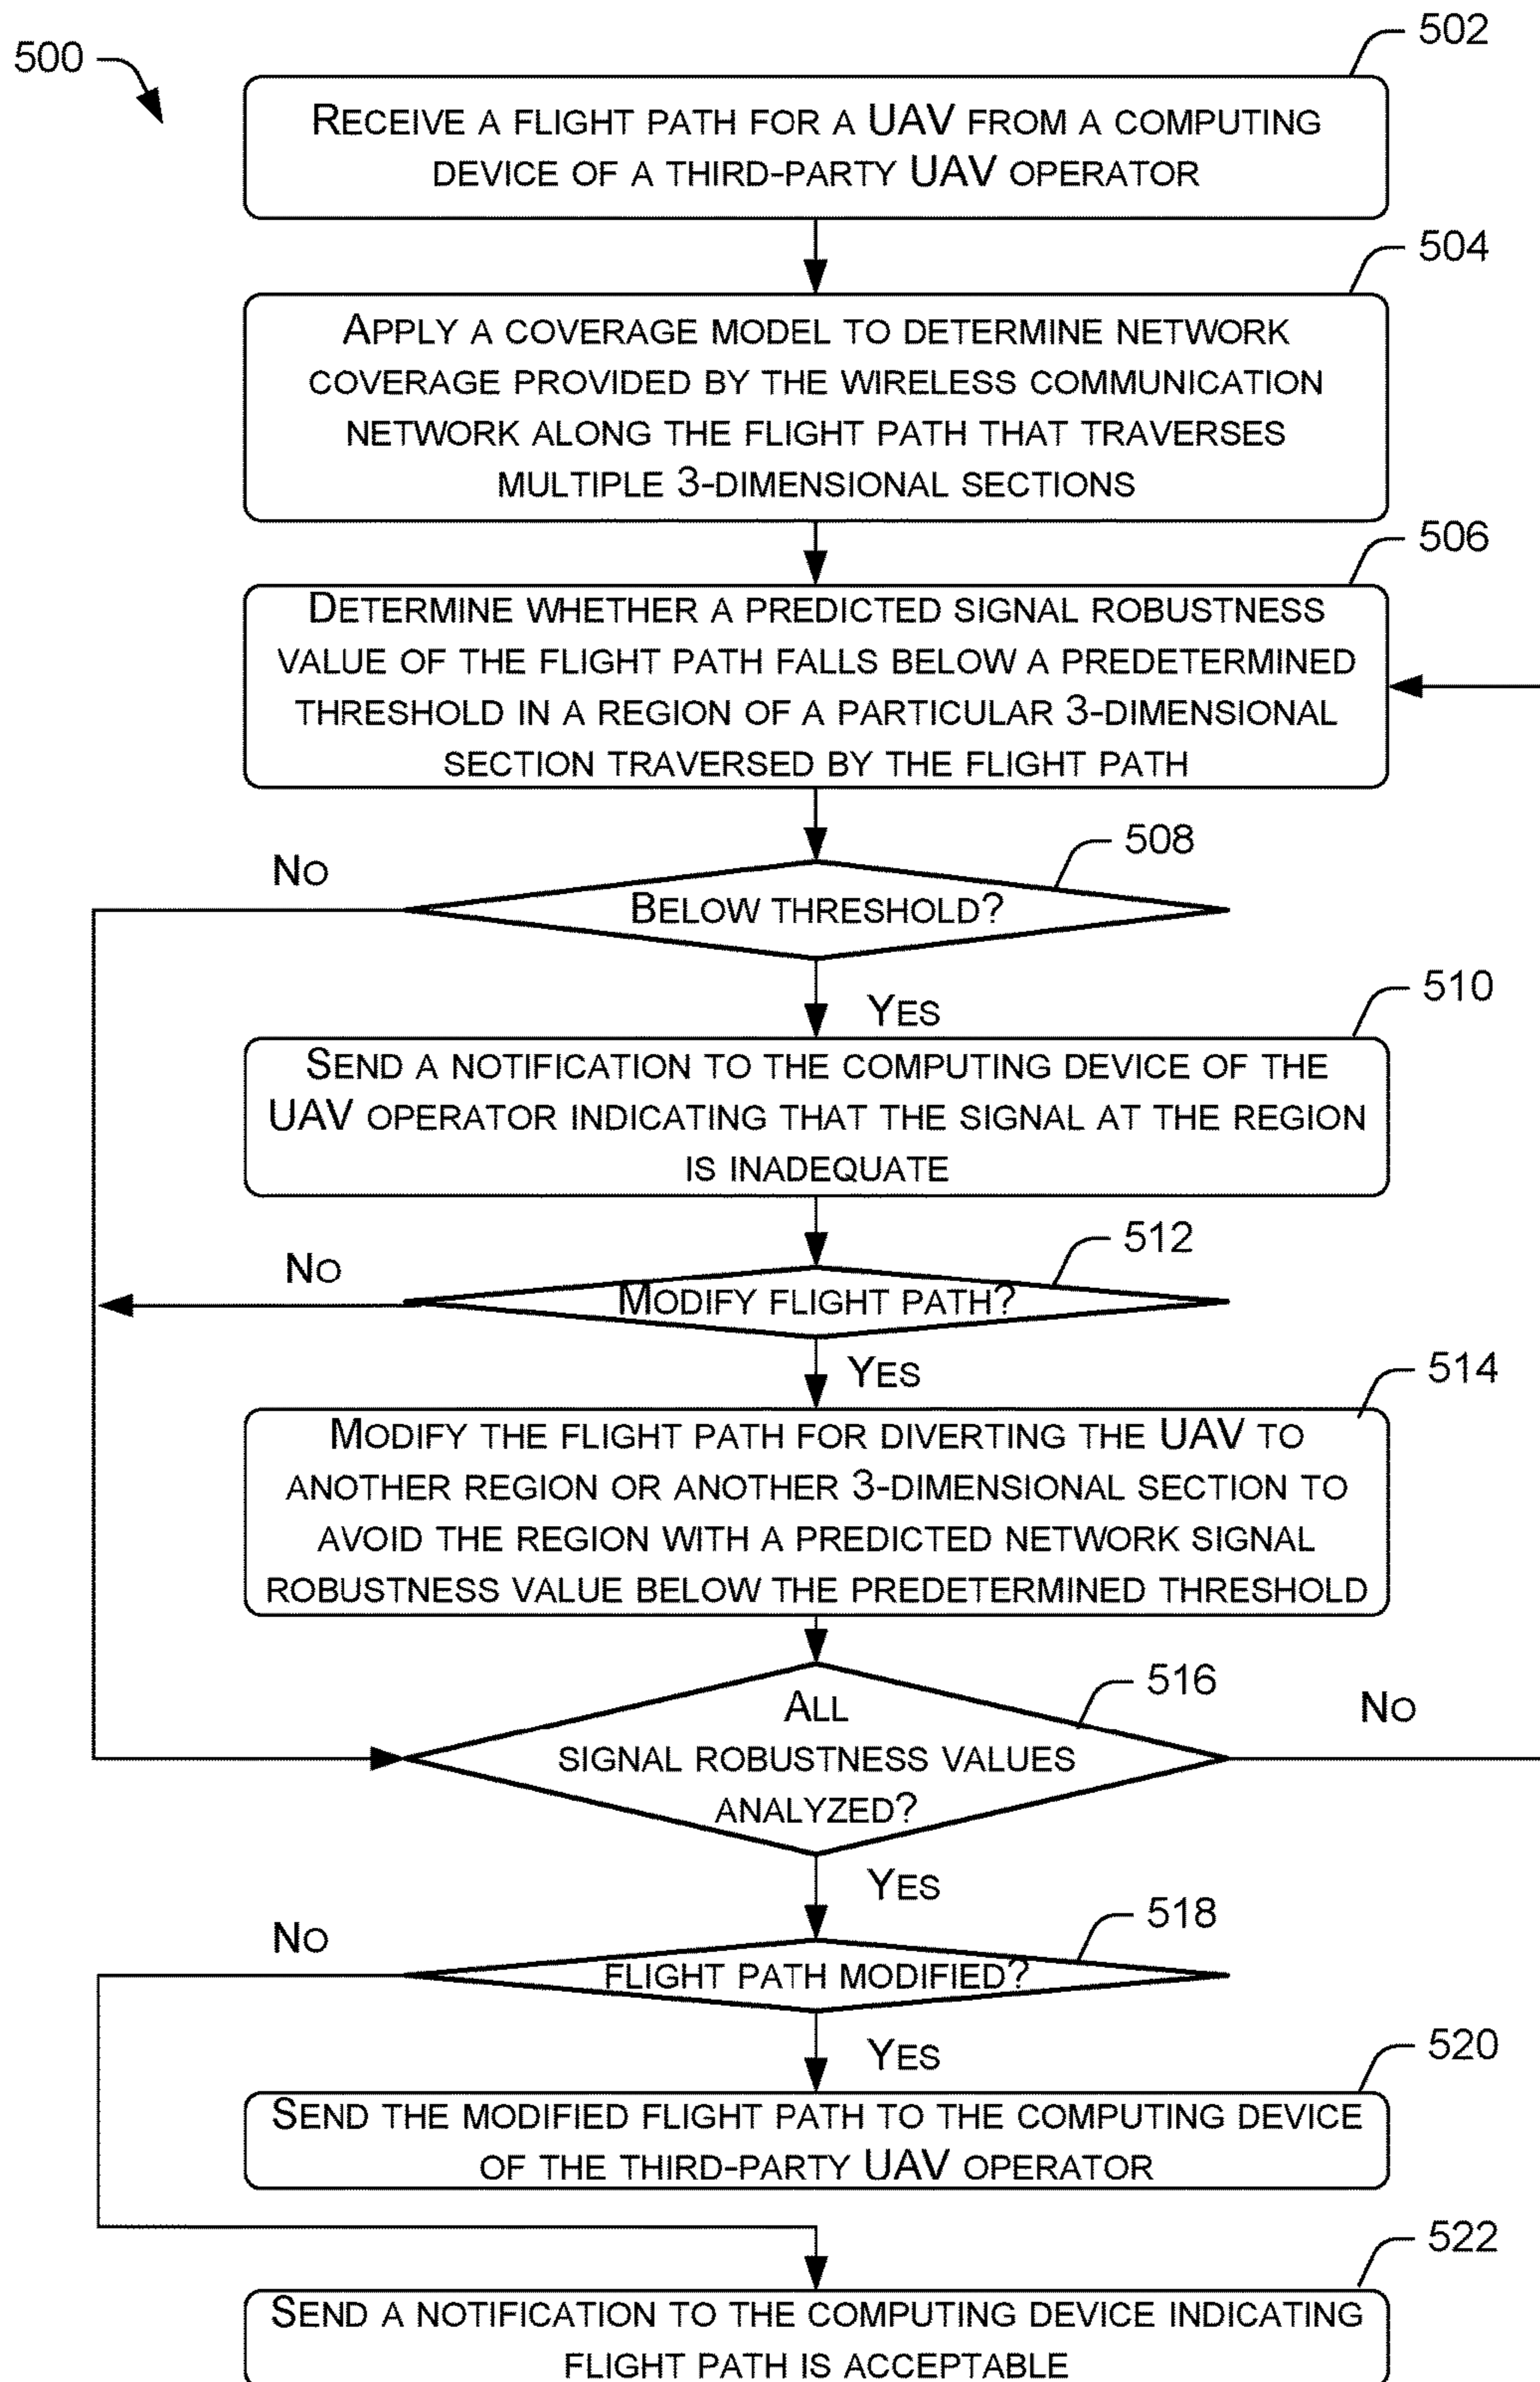 500
502
RECEIVE A FLIGHT PATH FOR A UAV FROM A COMPUTING
DEVICE OF A THIRD-PARTY UAV OPERATOR
504
APPLY A COVERAGE MODEL TO DETERMINE NETWORK
COVERAGE PROVIDED BY THE WIRELESS COMMUNICATION
NETWORK ALONG THE FLIGHT PATH THAT TRAVERSES
MULTIPLE 3-DIMENSIONAL SECTIONS
506
DETERMINE WHETHER A PREDICTED SIGNAL ROBUSTNESS
VALUE OF THE FLIGHT PATH FALLS BELOW A PREDETERMINED
THRESHOLD IN A REGION OF A PARTICULAR 3-DIMENSIONAL
SECTION TRAVERSED BY THE FLIGHT PATH
508
NO
BELOW THRESHOLD?
YES
510
SEND A NOTIFICATION TO THE COMPUTING DEVICE OF THE
UAV OPERATOR INDICATING THAT THE SIGNAL AT THE REGION
IS INADEQUATE
512
NO
MODIFY FLIGHT PATH?
YES
514
MODIFY THE FLIGHT PATH FOR DIVERTING THE UAV TO
ANOTHER REGION OR ANOTHER 3-DIMENSIONAL SECTION TO
AVOID THE REGION WITH A PREDICTED NETWORK SIGNAL
ROBUSTNESS VALUE BELOW THE PREDETERMINED THRESHOLD
516
NO
ALL
SIGNAL ROBUSTNESS VALUES
ANALYZED?
YES
518
NO
FLIGHT PATH MODIFIED?
YES
520
SEND THE MODIFIED FLIGHT PATH TO THE COMPUTING DEVICE
OF THE THIRD-PARTY UAV OPERATOR
522
SEND A NOTIFICATION TO THE COMPUTING DEVICE INDICATING
FLIGHT PATH IS ACCEPTABLE